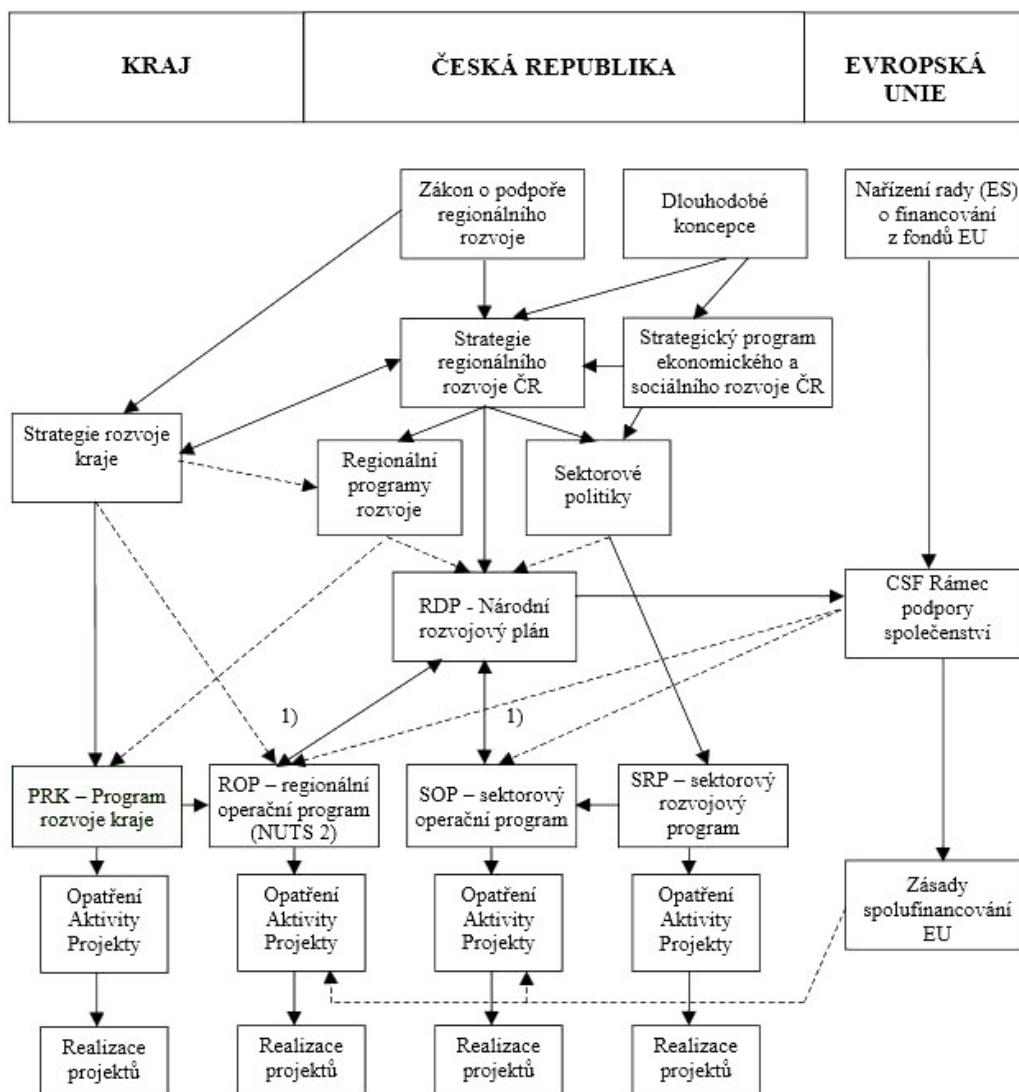 KRAJ
ČESKÁ REPUBLIKA
EVROPSKÁ
UNIE
Zákon o podpoře
regionálního
rozvoje
Dlouhodobé
koncepce
Nařízení rady (ES)
o financování
z fondů EU
Strategie
regionálního
rozvoje ČR
Strategický program
ekonomického a
sociálního rozvoje ČR
Strategie rozvoje
kraje
Regionální
programy
rozvoje
Sektorové
politiky
RDP - Národní
rozvojový plán
CSF Rámec
podpory
společenství
1)
1)
PRK – Program
rozvoje kraje
ROP – regionální
operační program
(NUTS 2)
SOP – sektorový
operační program
SRP – sektorový
rozvojový
program
Opatření
Aktivity
Projekty
Opatření
Aktivity
Projekty
Opatření
Aktivity
Projekty
Opatření
Aktivity
Projekty
Zásady
spolufinancování
EU
Realizace
projektů
Realizace
projektů
Realizace
projektů
Realizace
projektů